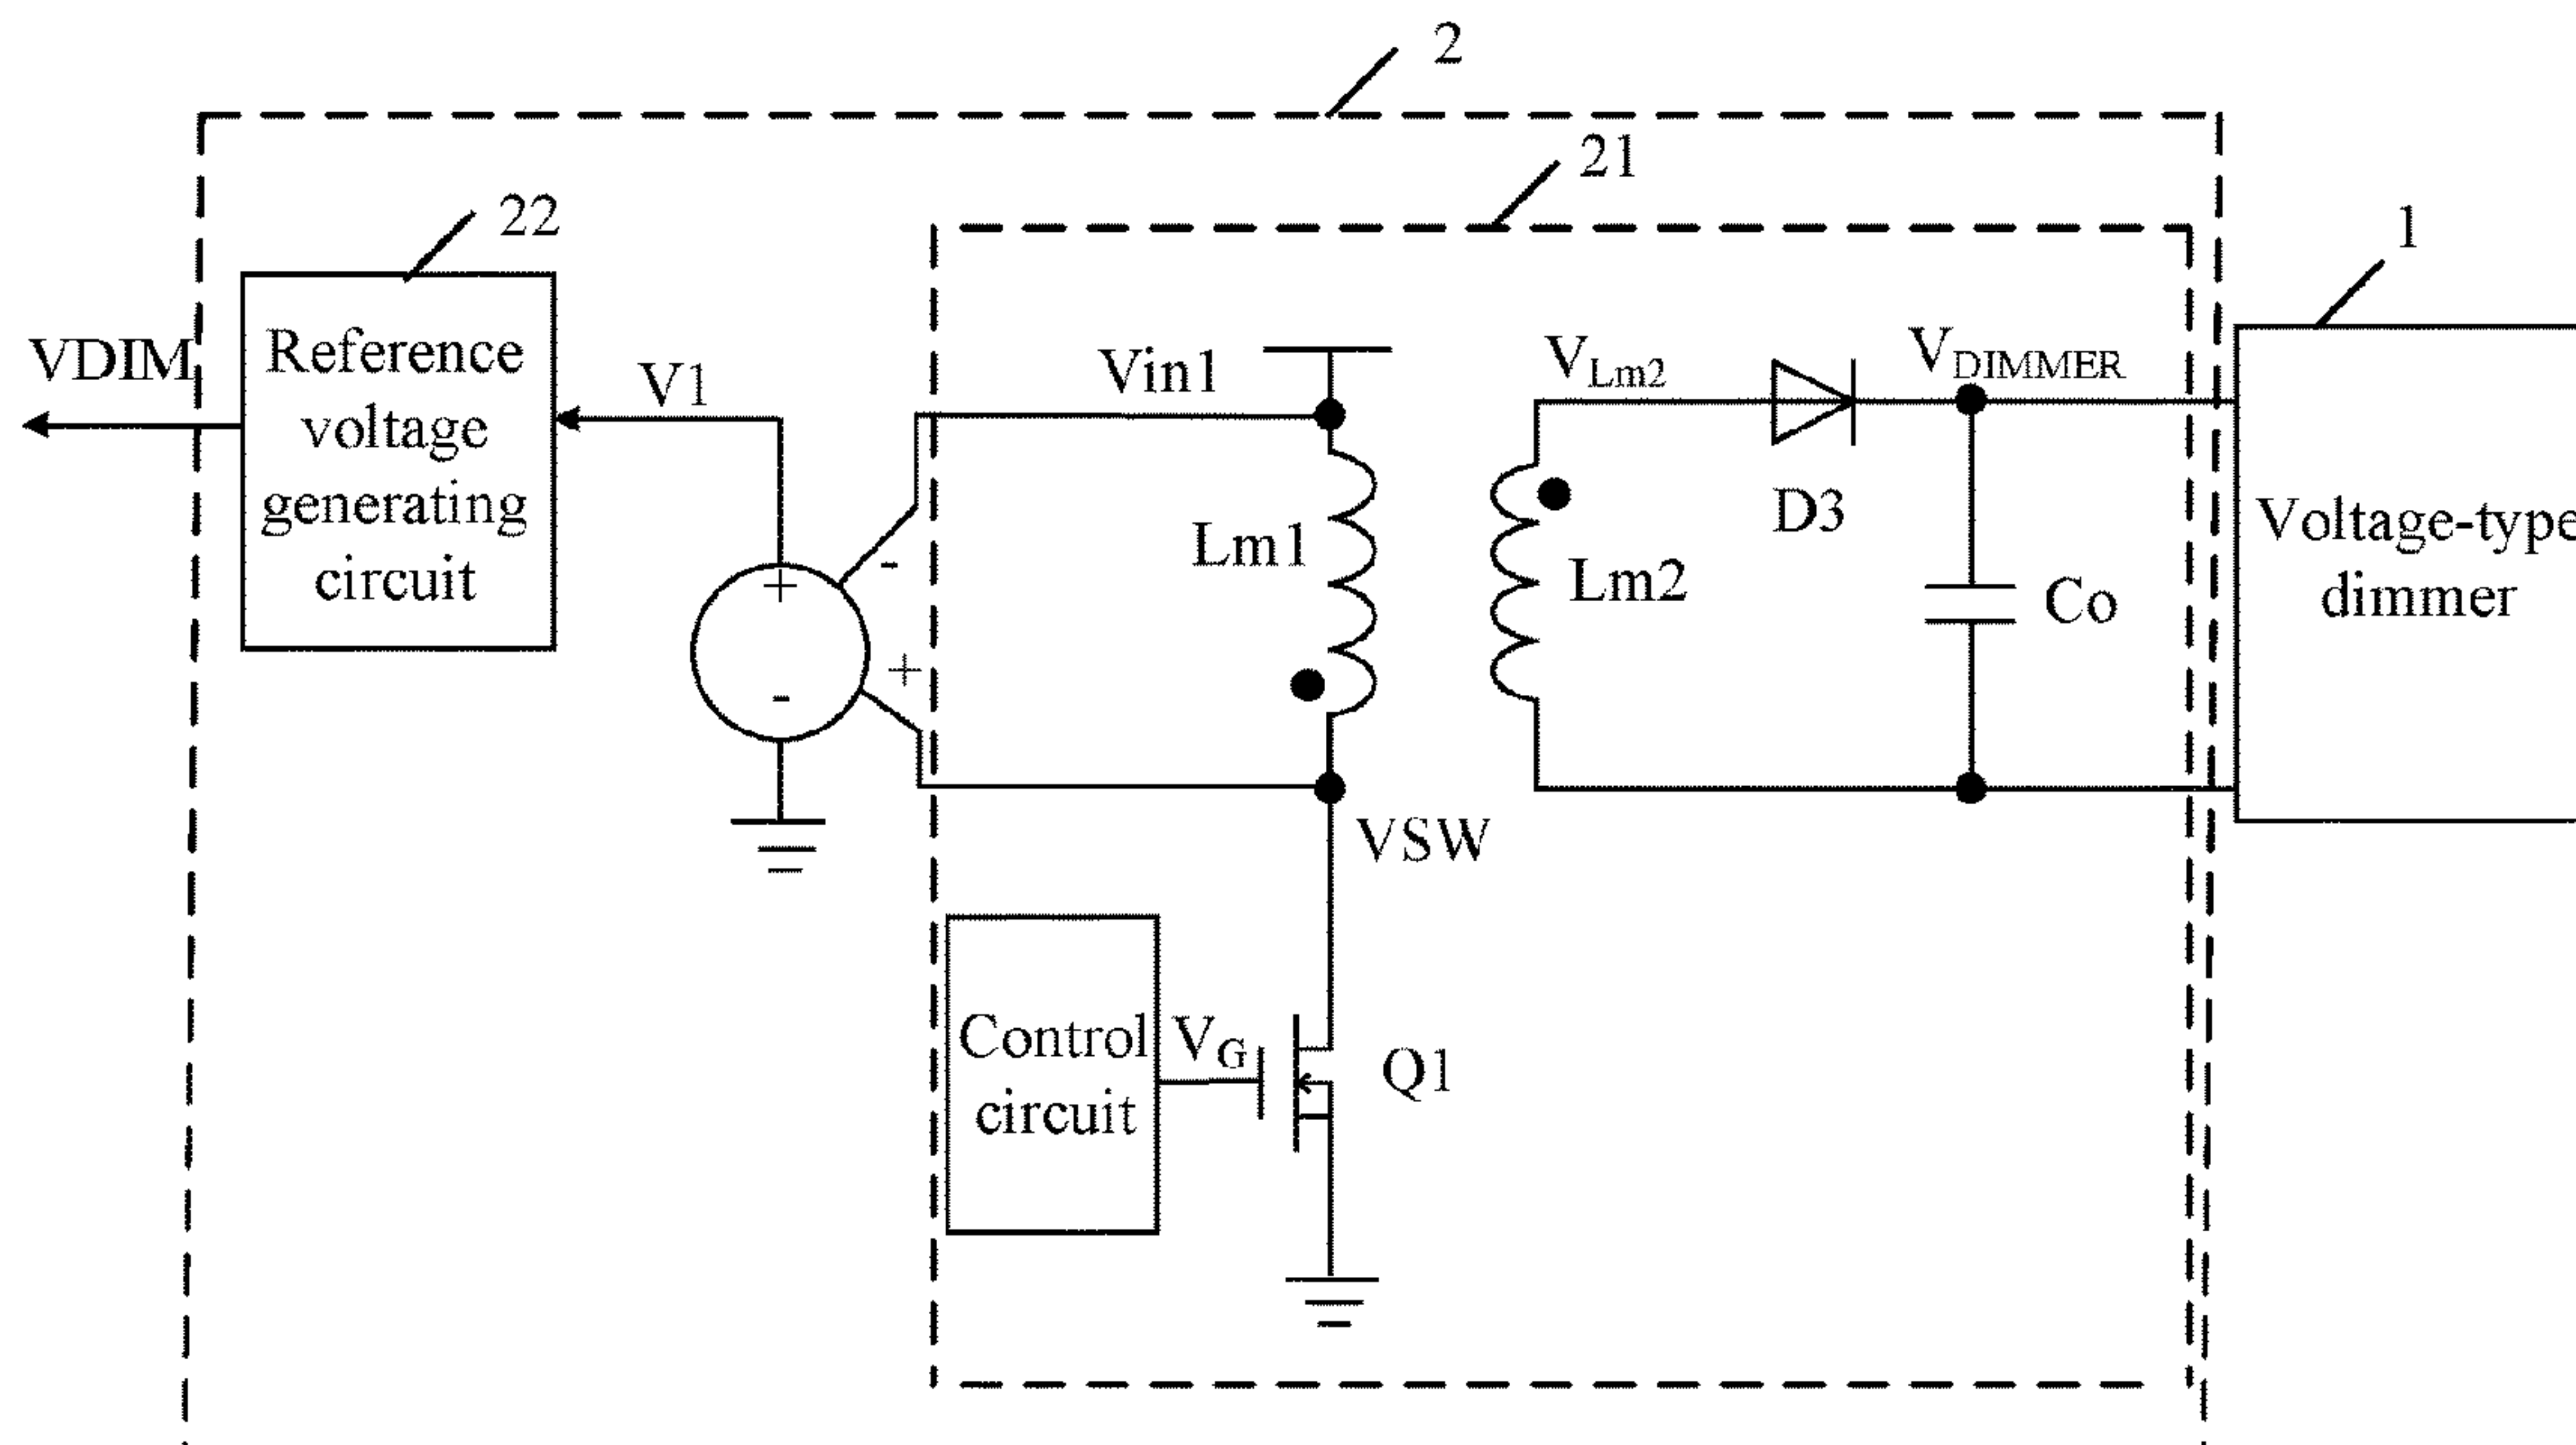 2
21
22
1
VDIM
Reference
voltage
generating
circuit
V1
Vin1
VLm2
VDIMMER
+
-
-
+
Lm1
Lm2
D3
Co
Voltage-type
dimmer
VSW
Control
circuit
VG
Q1